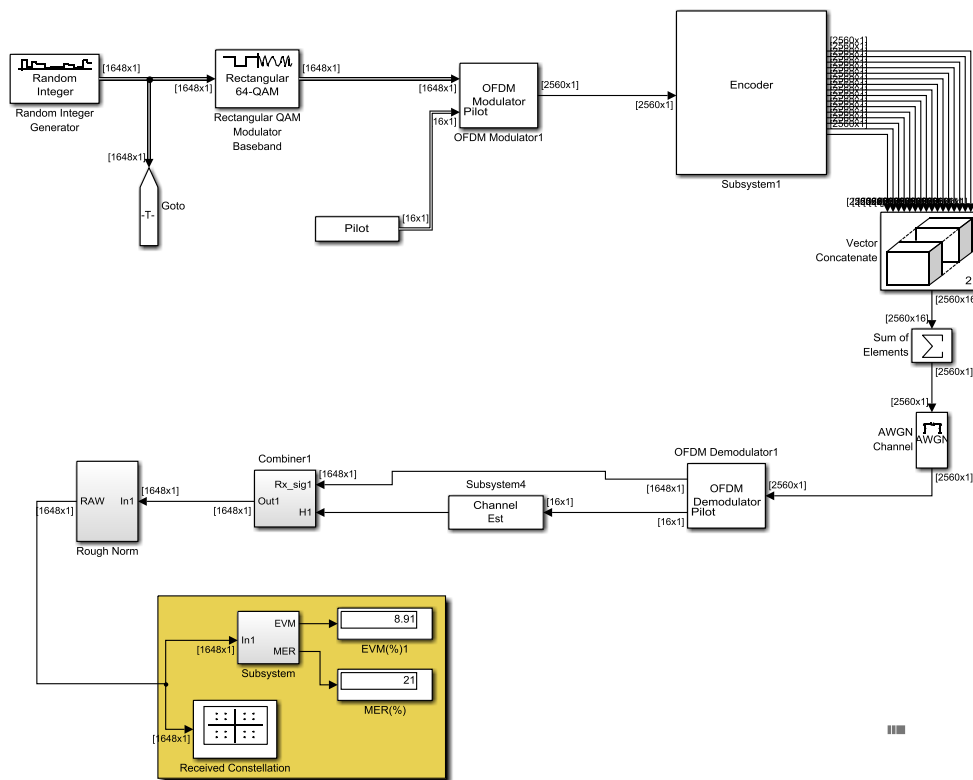 [1648x1]
Random
Integer
[1648x1]
Random Integer
Generator
[1648x1]
-T-
Goto
Rectangular
64-QAM
[1648x1]
[1648x1]
Rectangular QAM
Modulator
Baseband
OFDM
Modulator
Pilot
16x1]
[2560x1]
OFDM Modulator1
Pilot
[16x1]
[2560x1]
Encoder
Subsystem1
[2560x1]
[2560x1]
[2560x1]
Vector
Concatenate
2
[2560x16
[2560x16]
Sum of
Elements
[2560x1]
[2560x1]
AWGN
Channel
AWGN
[2560x1]
OFDM Demodulator1
[1648x1]
OFDM
Demodulator
Pilot
[2560x1]
[16x1]
Subsystem4
Channel
Est
[16x1]
Combiner1
[1648x1]
Rx_sig1
Out1
H1
[1648x1]
[1648x1]
RAW
In1
[1648x1]
Rough Norm
EVM
In1
MER
[1648x1]
Subsystem
8.91
EVM(%)1
21
MER(%)
[1648x1]
Received Constellation